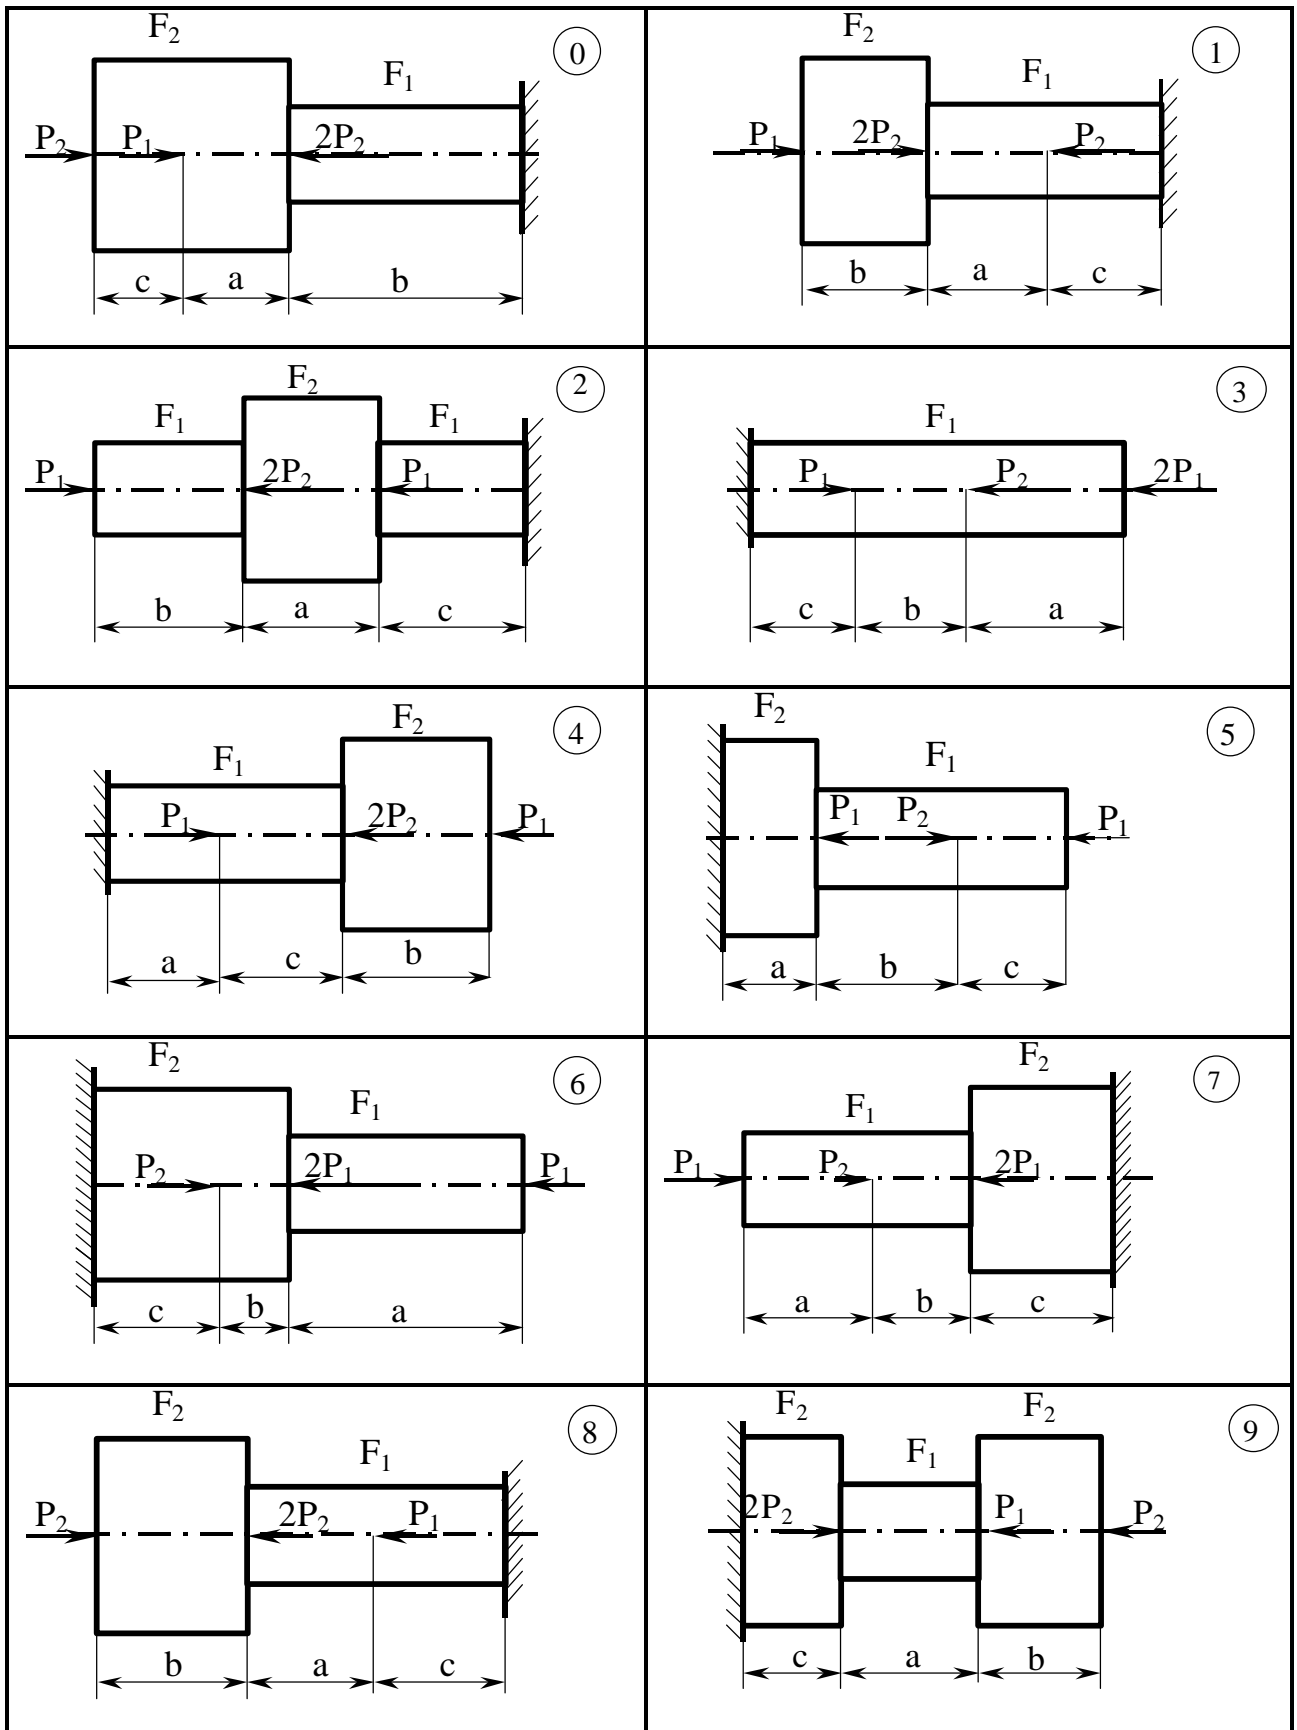 F₂ 0
F₁
P₂ P₁ 2P₂
c a b
F₂ 1
F₁
P₁ 2P₂ P₂
b a c
F₂ 2
F₁ F₁
P₁ 2P₂ P₁
b a c
3
F₁
P₁ P₂ 2P₁
c b a
F₂ 4
F₁
P₁ 2P₂ P₁
a c b
F₂ 5
F₁
P₁ P₂ P₁
a b c
F₂ 6
F₁
P₂ 2P₁ P₁
c b a
F₂ 7
F₁
P₁ P₂ 2P₁
a b c
F₂ 8
F₁
P₂ 2P₂ P₁
b a c
F₂ F₂ 9
F₁
2P₂ P₁ P₂
c a b